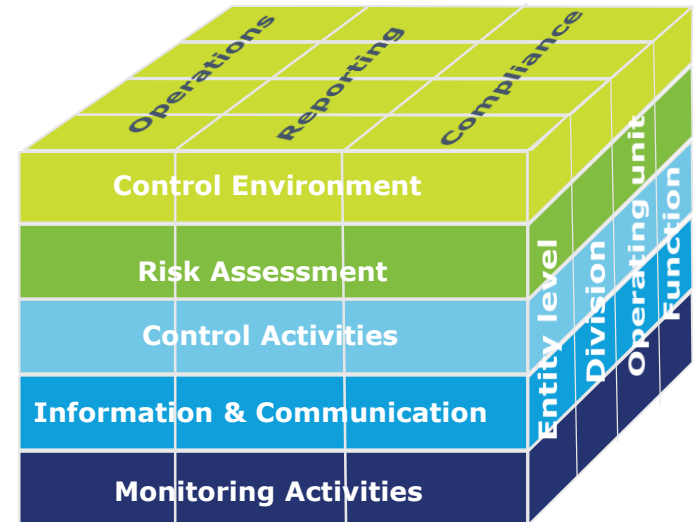 Operations
Reporting
Compliance
Control Environment
Risk Assessment
Control Activities
Information & Communication
Monitoring Activities
Entity level
Division
Operating unit
Function